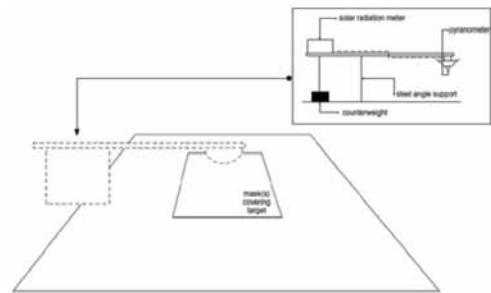 solar radiation meter
pyranometer
steel angle support
counterweight
mask(s)
covering
target